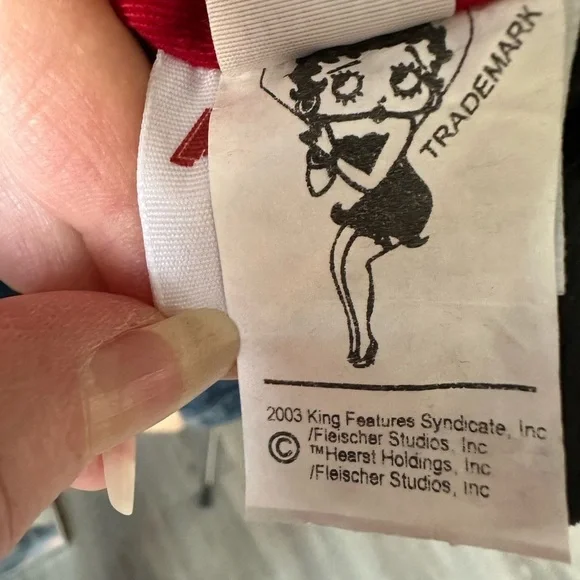 TRADEMARK
2003 King Features Syndicate, Inc
/Fleischer Studios, Inc
© ™Hearst Holdings, Inc
/Fleischer Studios, Inc